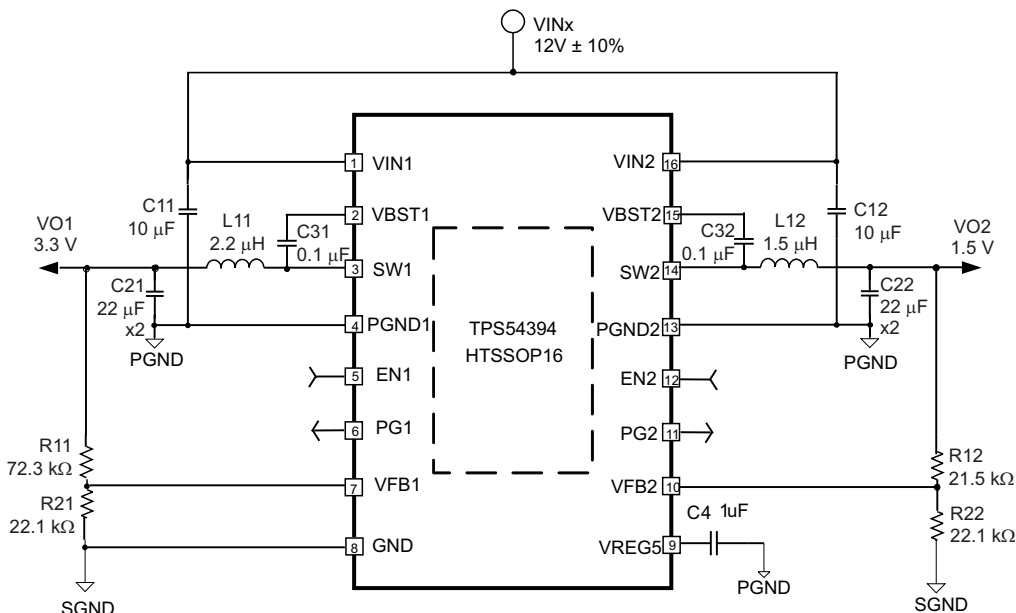 VINx
12V ± 10%
1 VIN1
VIN2 16
C11
10 μF
2 VBST1
VBST2 15
C12
10 μF
VO1
3.3 V
L11
2.2 μH
C31
0.1 μF
C32
0.1 μF
L12
1.5 μH
VO2
1.5 V
3 SW1
SW2 14
C21
22 μF
x2
C22
22 μF
x2
4 PGND1
PGND2 13
TPS54394
HTSSOP16
PGND
PGND
5 EN1
EN2 12
6 PG1
PG2 11
R11
72.3 kΩ
R12
21.5 kΩ
7 VFB1
VFB2 10
R21
22.1 kΩ
C4 1uF
R22
22.1 kΩ
8 GND
VREG5 9
SGND
PGND
SGND